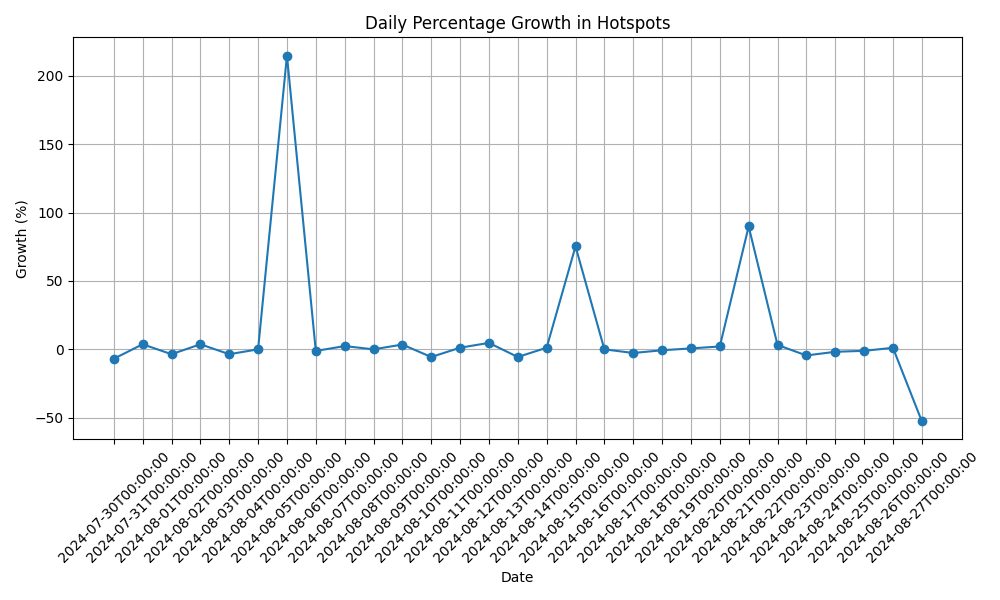 Daily Percentage Growth in Hotspots
Growth (%)
200
150
100
50
0
−50
2024-07-30T00:00:00
2024-07-31T00:00:00
2024-08-01T00:00:00
2024-08-02T00:00:00
2024-08-03T00:00:00
2024-08-04T00:00:00
2024-08-05T00:00:00
2024-08-06T00:00:00
2024-08-07T00:00:00
2024-08-08T00:00:00
2024-08-09T00:00:00
2024-08-10T00:00:00
2024-08-11T00:00:00
2024-08-12T00:00:00
2024-08-13T00:00:00
2024-08-14T00:00:00
2024-08-15T00:00:00
2024-08-16T00:00:00
2024-08-17T00:00:00
2024-08-18T00:00:00
2024-08-19T00:00:00
2024-08-20T00:00:00
2024-08-21T00:00:00
2024-08-22T00:00:00
2024-08-23T00:00:00
2024-08-24T00:00:00
2024-08-25T00:00:00
2024-08-26T00:00:00
2024-08-27T00:00:00
Date